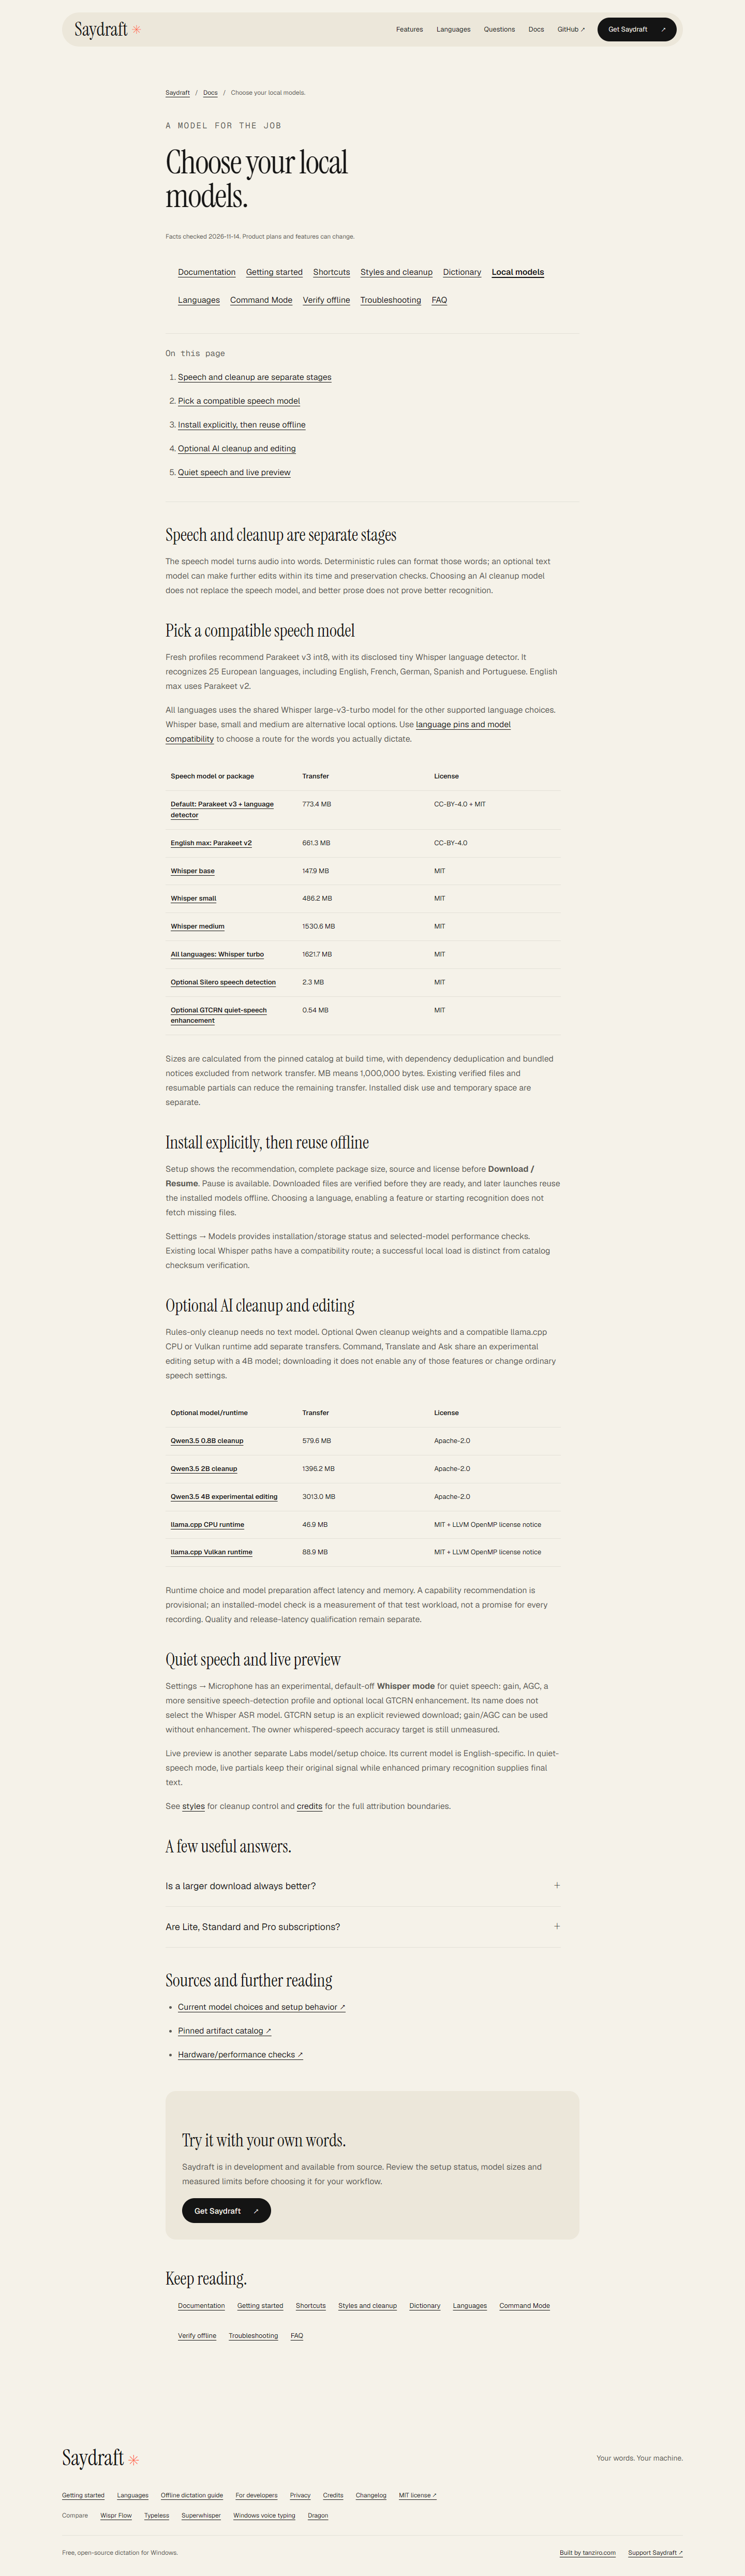 Saydraft
Features Languages Questions Docs GitHub ↗ Get Saydraft ↗
Saydraft / Docs / Choose your local models.
A MODEL FOR THE JOB
Choose your local
models.
Facts checked 2026-11-14. Product plans and features can change.
Documentation Getting started Shortcuts Styles and cleanup Dictionary Local models
Languages Command Mode Verify offline Troubleshooting FAQ
On this page
1. Speech and cleanup are separate stages
2. Pick a compatible speech model
3. Install explicitly, then reuse offline
4. Optional AI cleanup and editing
5. Quiet speech and live preview
Speech and cleanup are separate stages
The speech model turns audio into words. Deterministic rules can format those words; an optional text
model can make further edits within its time and preservation checks. Choosing an AI cleanup model
does not replace the speech model, and better prose does not prove better recognition.
Pick a compatible speech model
Fresh profiles recommend Parakeet v3 int8, with its disclosed tiny Whisper language detector. It
recognizes 25 European languages, including English, French, German, Spanish and Portuguese. English
max uses Parakeet v2.
All languages uses the shared Whisper large-v3-turbo model for the other supported language choices.
Whisper base, small and medium are alternative local options. Use language pins and model
compatibility to choose a route for the words you actually dictate.
Speech model or package Transfer License
Default: Parakeet v3 + language
detector 773.4 MB CC-BY-4.0 + MIT
English max: Parakeet v2 661.3 MB CC-BY-4.0
Whisper base 147.9 MB MIT
Whisper small 486.2 MB MIT
Whisper medium 1530.6 MB MIT
All languages: Whisper turbo 1621.7 MB MIT
Optional Silero speech detection 2.3 MB MIT
Optional GTCRN quiet-speech
enhancement 0.54 MB MIT
Sizes are calculated from the pinned catalog at build time, with dependency deduplication and bundled
notices excluded from network transfer. MB means 1,000,000 bytes. Existing verified files and
resumable partials can reduce the remaining transfer. Installed disk use and temporary space are
separate.
Install explicitly, then reuse offline
Setup shows the recommendation, complete package size, source and license before Download /
Resume. Pause is available. Downloaded files are verified before they are ready, and later launches reuse
the installed models offline. Choosing a language, enabling a feature or starting recognition does not
fetch missing files.
Settings → Models provides installation/storage status and selected-model performance checks.
Existing local Whisper paths have a compatibility route; a successful local load is distinct from catalog
checksum verification.
Optional AI cleanup and editing
Rules-only cleanup needs no text model. Optional Qwen cleanup weights and a compatible llama.cpp
CPU or Vulkan runtime add separate transfers. Command, Translate and Ask share an experimental
editing setup with a 4B model; downloading it does not enable any of those features or change ordinary
speech settings.
Optional model/runtime Transfer License
Qwen3.5 0.8B cleanup 579.6 MB Apache-2.0
Qwen3.5 2B cleanup 1396.2 MB Apache-2.0
Qwen3.5 4B experimental editing 3013.0 MB Apache-2.0
llama.cpp CPU runtime 46.9 MB MIT + LLVM OpenMP license notice
llama.cpp Vulkan runtime 88.9 MB MIT + LLVM OpenMP license notice
Runtime choice and model preparation affect latency and memory. A capability recommendation is
provisional; an installed-model check is a measurement of that test workload, not a promise for every
recording. Quality and release-latency qualification remain separate.
Quiet speech and live preview
Settings → Microphone has an experimental, default-off Whisper mode for quiet speech: gain, AGC, a
more sensitive speech-detection profile and optional local GTCRN enhancement. Its name does not
select the Whisper ASR model. GTCRN setup is an explicit reviewed download; gain/AGC can be used
without enhancement. The owner whispered-speech accuracy target is still unmeasured.
Live preview is another separate Labs model/setup choice. Its current model is English-specific. In quiet-
speech mode, live partials keep their original signal while enhanced primary recognition supplies final
text.
See styles for cleanup control and credits for the full attribution boundaries.
A few useful answers.
Is a larger download always better? +
Are Lite, Standard and Pro subscriptions? +
Sources and further reading
• Current model choices and setup behavior ↗
• Pinned artifact catalog ↗
• Hardware/performance checks ↗
Try it with your own words.
Saydraft is in development and available from source. Review the setup status, model sizes and
measured limits before choosing it for your workflow.
Get Saydraft ↗
Keep reading.
Documentation Getting started Shortcuts Styles and cleanup Dictionary Languages Command Mode
Verify offline Troubleshooting FAQ
Saydraft
Your words. Your machine.
Getting started Languages Offline dictation guide For developers Privacy Credits Changelog MIT license ↗
Compare Wispr Flow Typeless Superwhisper Windows voice typing Dragon
Free, open-source dictation for Windows. Built by tanziro.com Support Saydraft ↗